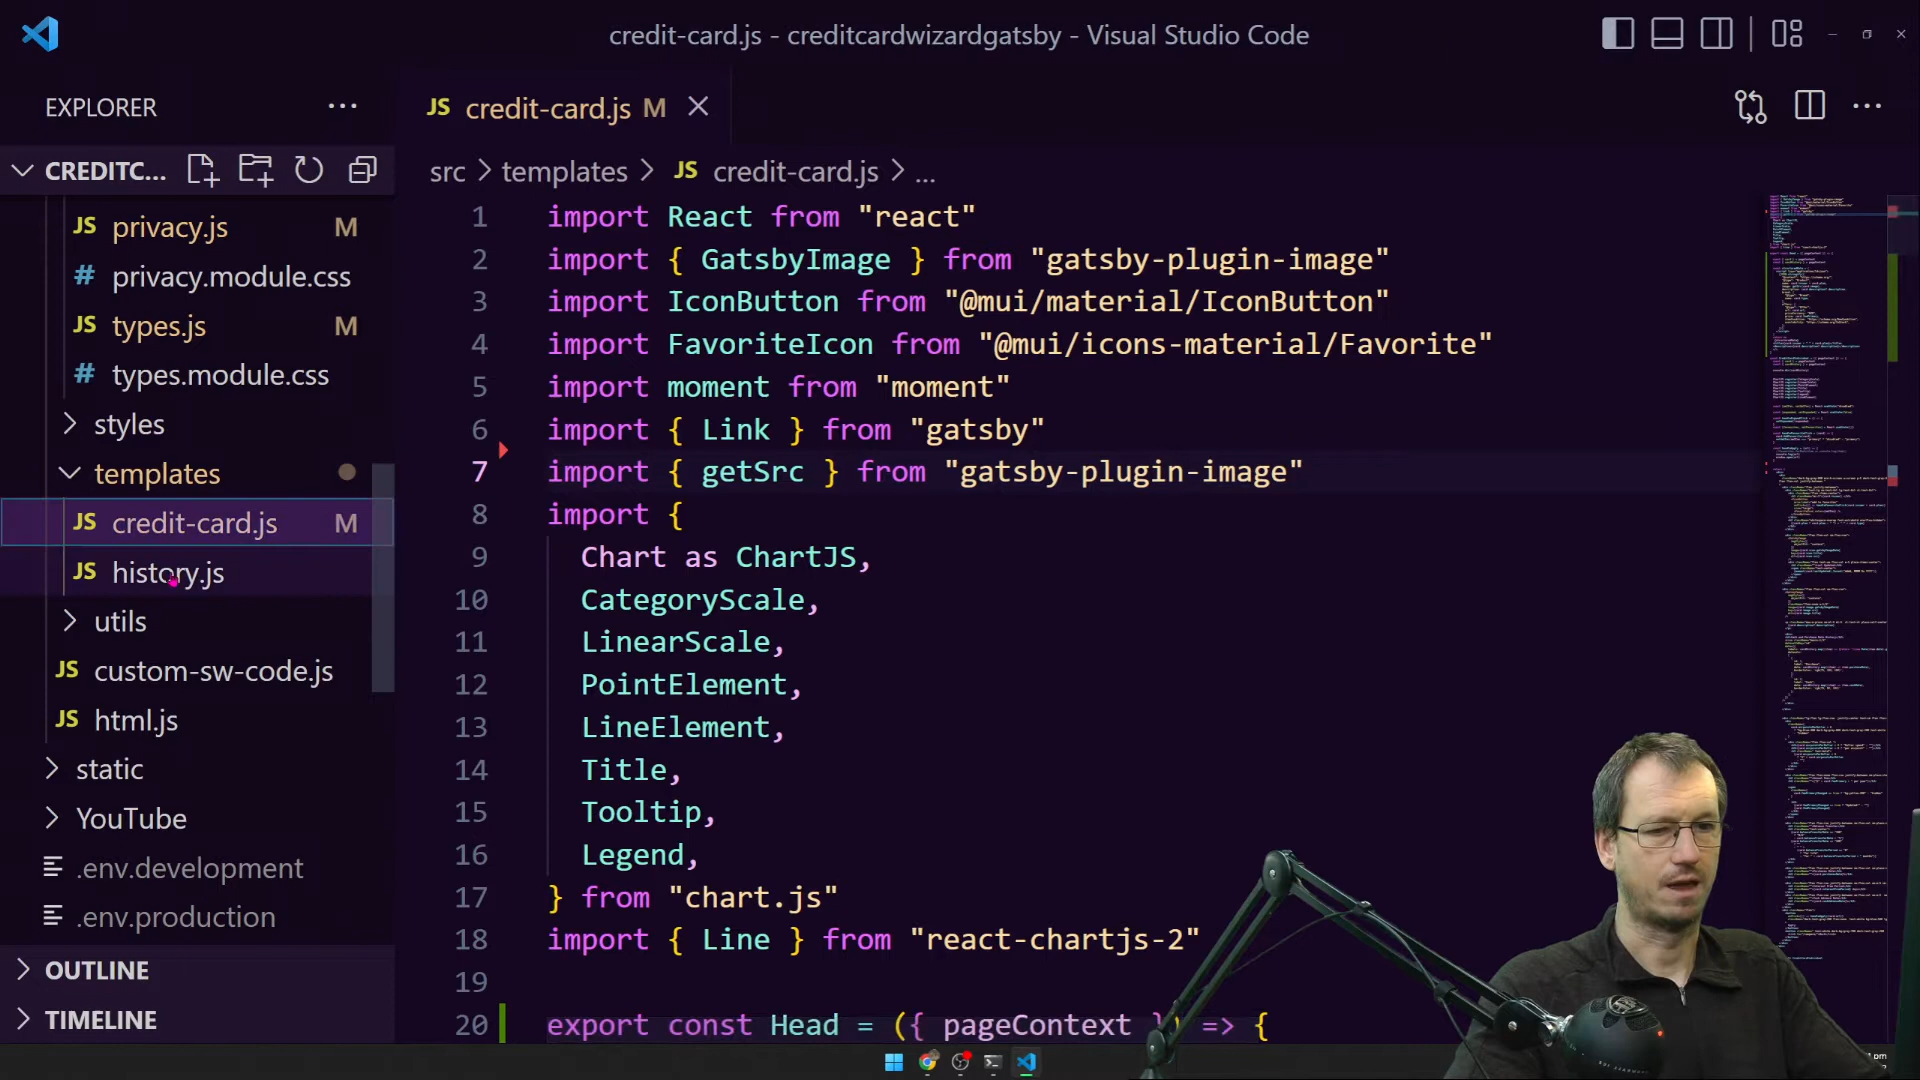 credit-card.js - creditcardwizardgatsby - Visual Studio Code
EXPLORER
JS credit-card.js M
CREDITC...
src > templates > JS credit-card.js > ...
JS privacy.js M
# privacy.module.css
JS types.js M
# types.module.css
styles
templates
JS credit-card.js M
JS history.js
utils
JS custom-sw-code.js
JS html.js
static
YouTube
.env.development
.env.production
OUTLINE
TIMELINE
1 import React from "react"
2 import { GatsbyImage } from "gatsby-plugin-image"
3 import IconButton from "@mui/material/IconButton"
4 import FavoriteIcon from "@mui/icons-material/Favorite"
5 import moment from "moment"
6 import { Link } from "gatsby"
7 import { getSrc } from "gatsby-plugin-image"
8 import {
9 Chart as ChartJS,
10 CategoryScale,
11 LinearScale,
12 PointElement,
13 LineElement,
14 Title,
15 Tooltip,
16 Legend,
17 } from "chart.js"
18 import { Line } from "react-chartjs-2"
19
20 export const Head = ({ pageContext }) => {
pm